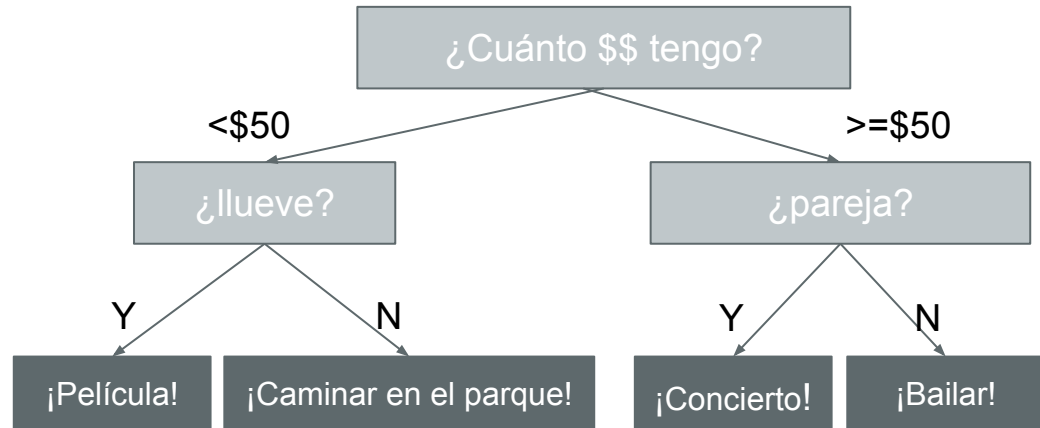 ¿Cuánto $$ tengo?
<$50
>=$50
¿llueve?
¿pareja?
Y
N
Y
N
¡Película!
¡Caminar en el parque!
¡Concierto!
¡Bailar!